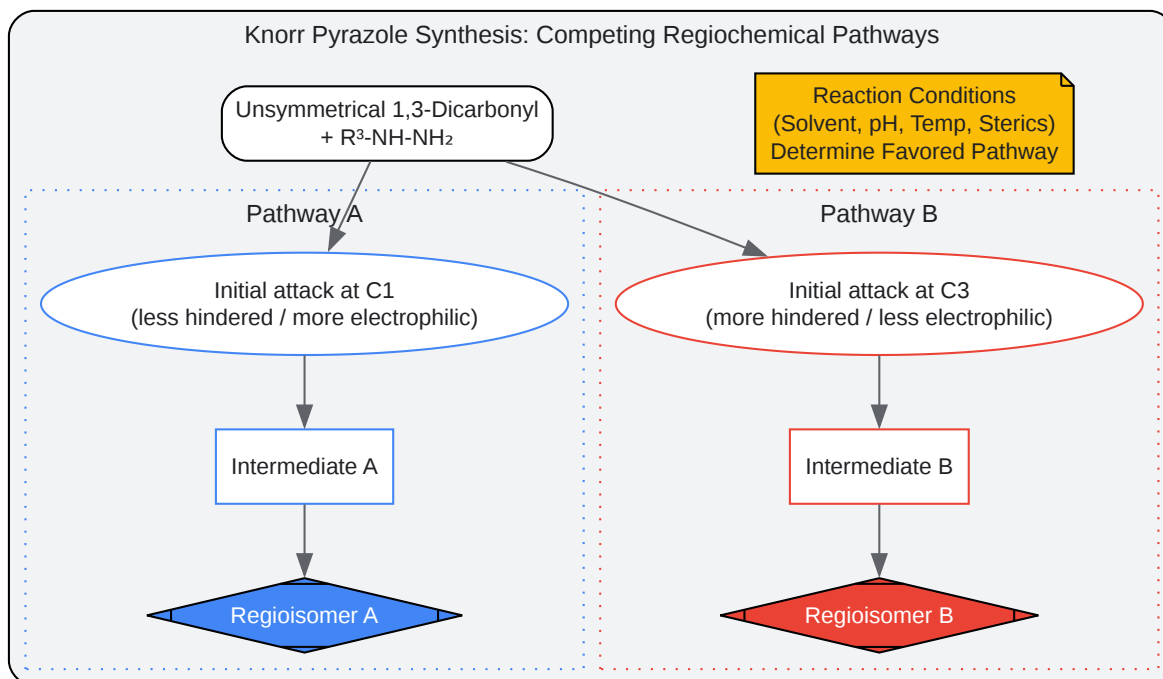 Knorr Pyrazole Synthesis: Competing Regiochemical Pathways
Unsymmetrical 1,3-Dicarbonyl
+ R³-NH-NH₂
Reaction Conditions
(Solvent, pH, Temp, Sterics)
Determine Favored Pathway
Pathway A
Initial attack at C1
(less hindered / more electrophilic)
Intermediate A
Regioisomer A
Pathway B
Initial attack at C3
(more hindered / less electrophilic)
Intermediate B
Regioisomer B